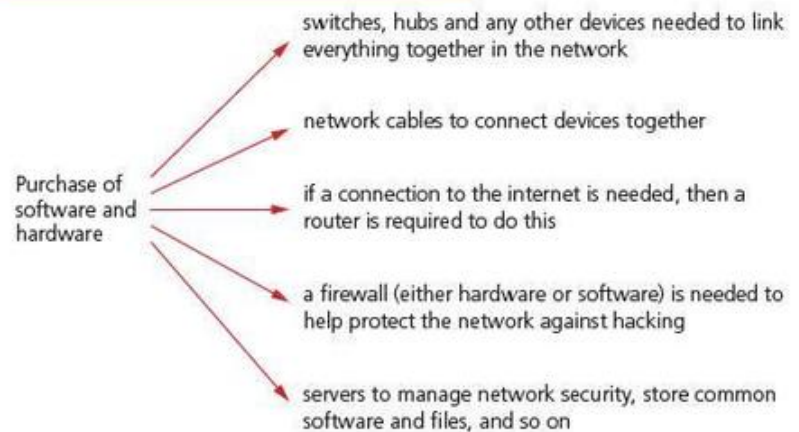 switches, hubs and any other devices needed to link
everything together in the network
network cables to connect devices together
Purchase of
software and
hardware
if a connection to the internet is needed, then a
router is required to do this
a firewall (either hardware or software) is needed to
help protect the network against hacking
servers to manage network security, store common
software and files, and so on